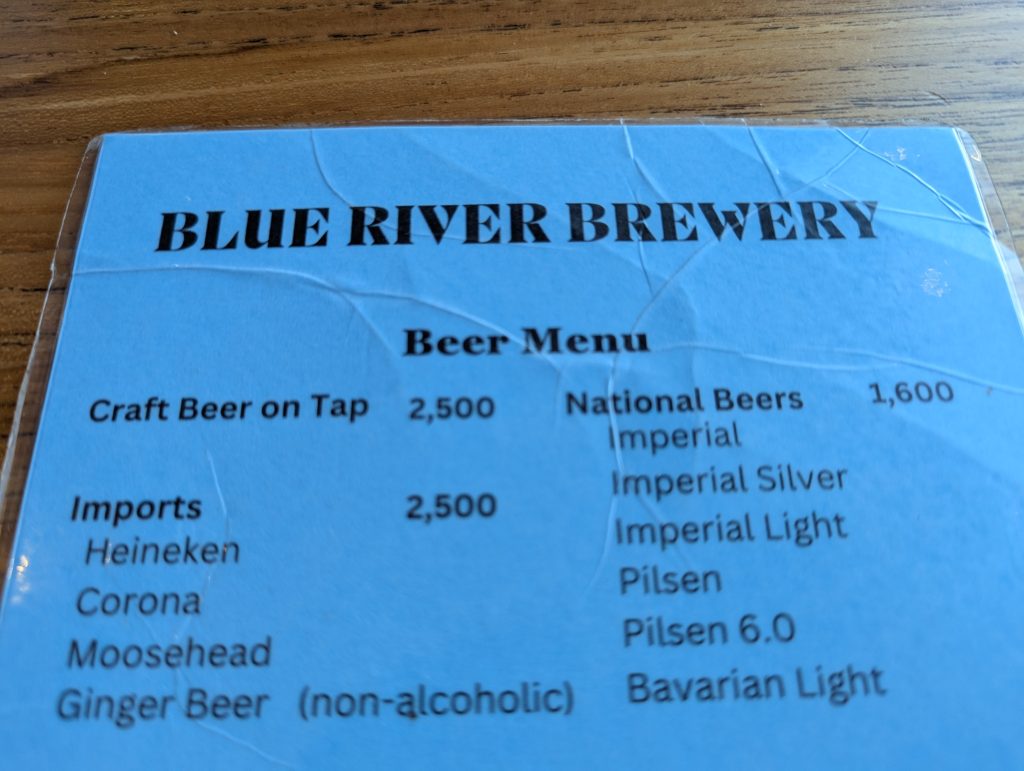 BLUE RIVER BREWERY
Beer Menu
Craft Beer on Tap 2,500
Imports 2,500
Heineken
Corona
Moosehead
Ginger Beer (non-alcoholic)
National Beers 1,600
Imperial
Imperial Silver
Imperial Light
Pilsen
Pilsen 6.0
Bavarian Light